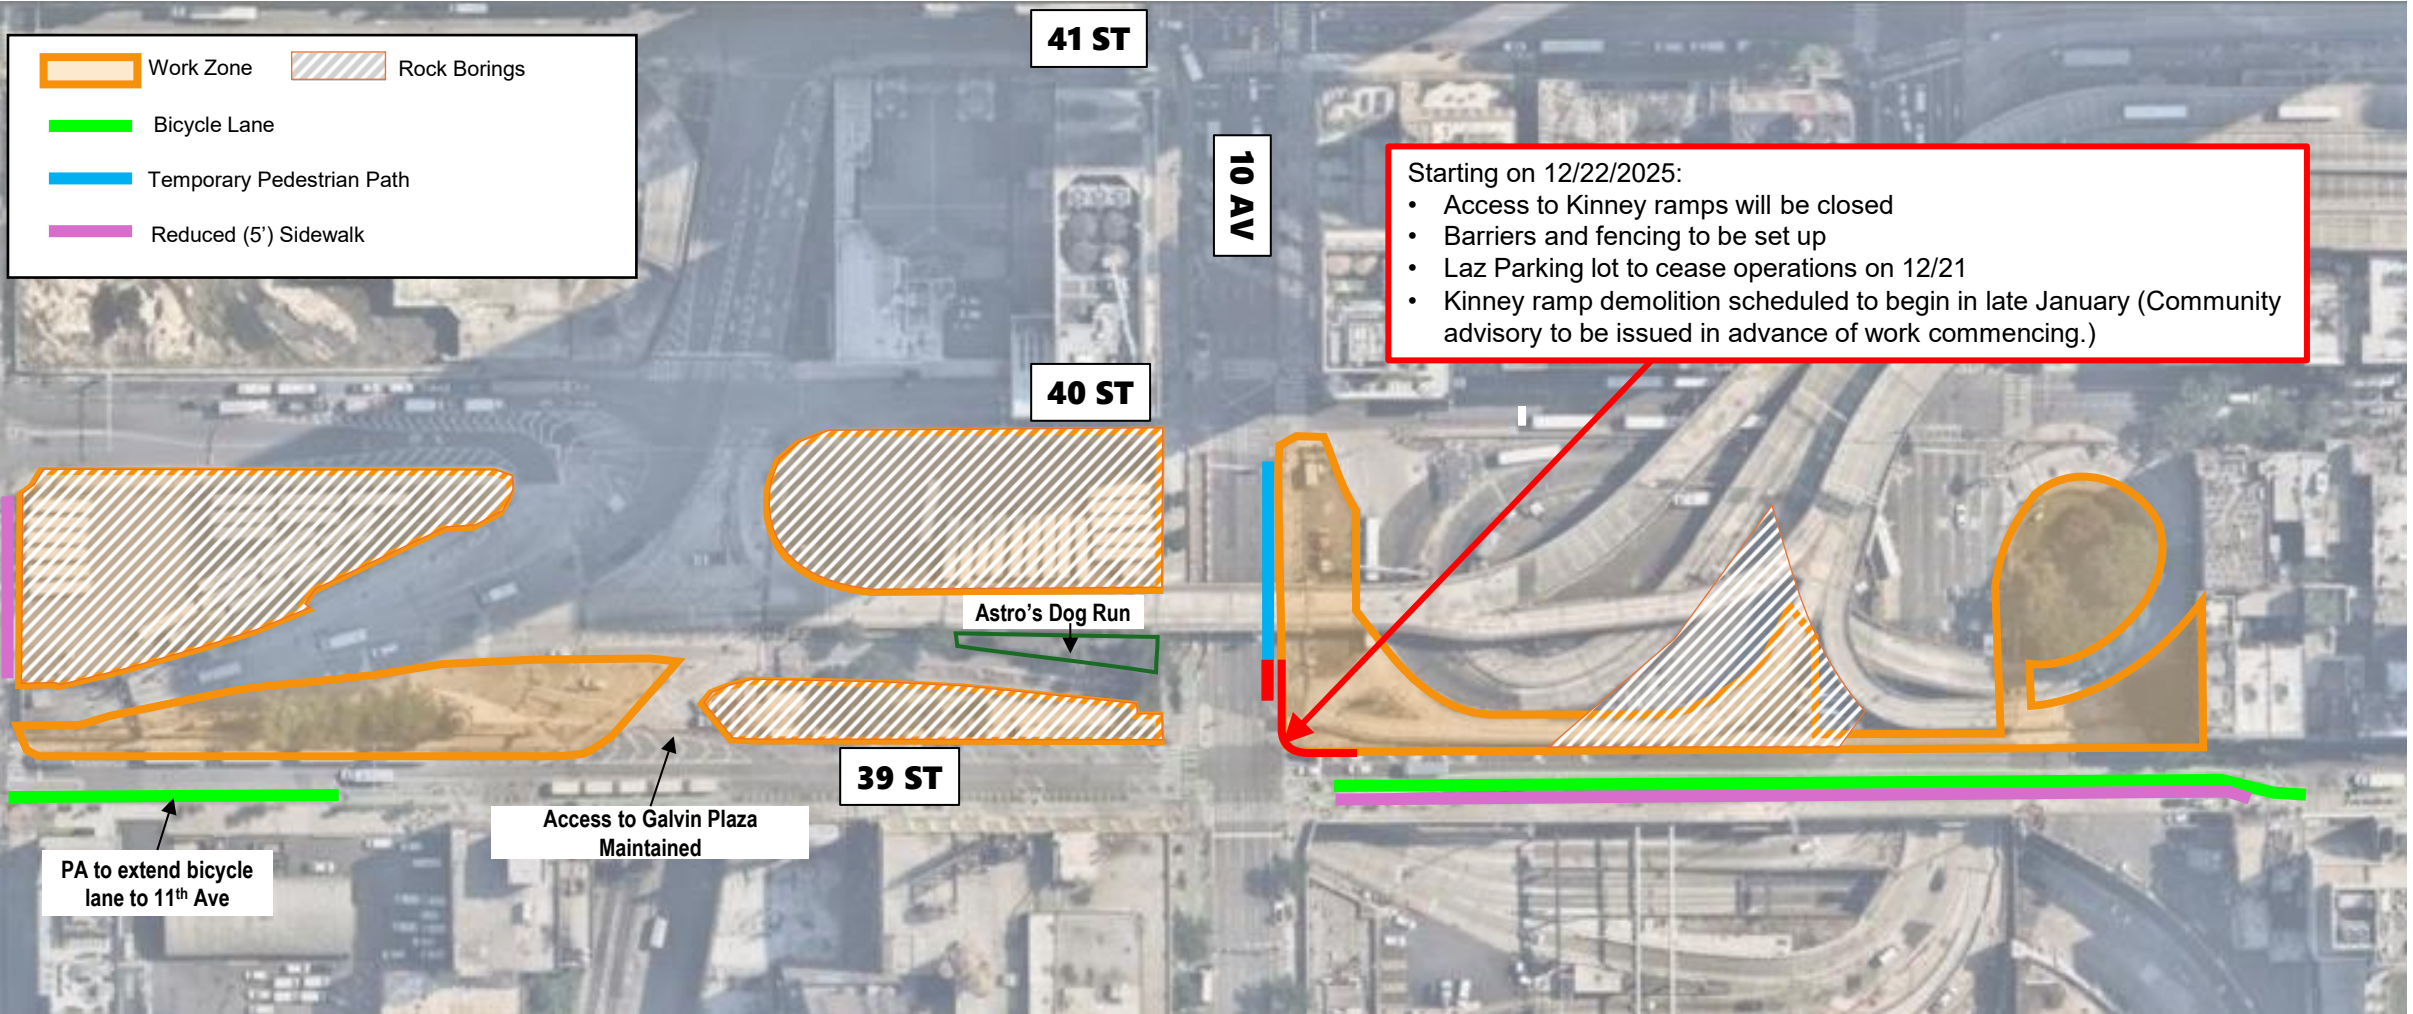 41 ST
Work Zone
Rock Borings
Bicycle Lane
Temporary Pedestrian Path
Reduced (5') Sidewalk
10 AV
Starting on 12/22/2025:
• Access to Kinney ramps will be closed
• Barriers and fencing to be set up
• Laz Parking lot to cease operations on 12/21
• Kinney ramp demolition scheduled to begin in late January (Community
advisory to be issued in advance of work commencing.)
40 ST
Astro's Dog Run
39 ST
Access to Galvin Plaza
Maintained
PA to extend bicycle
lane to 11th Ave